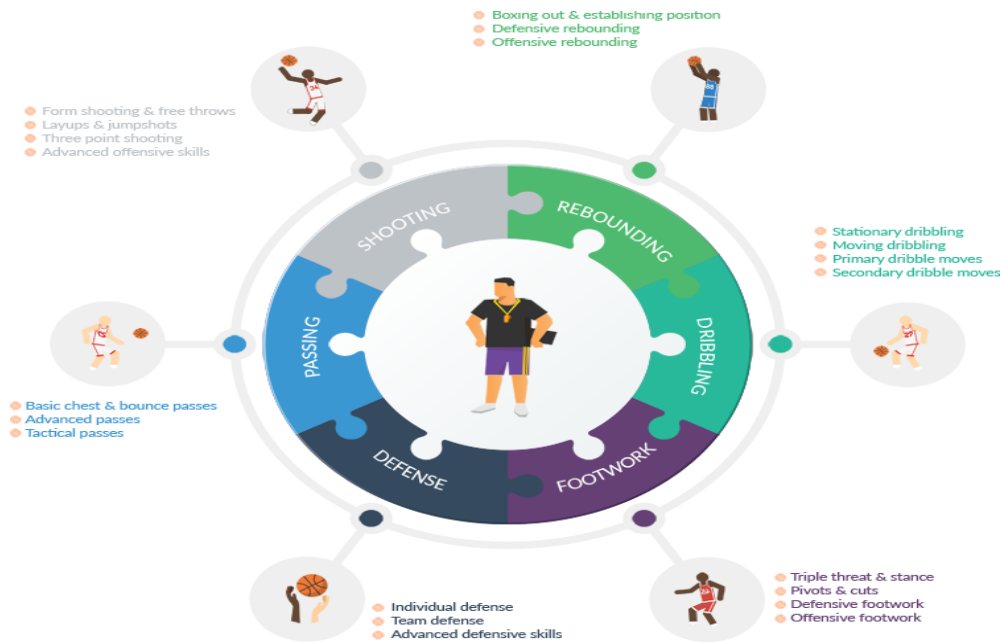 Boxing out & establishing position
Defensive rebounding
Offensive rebounding
Form shooting & free throws
Layups & jumpshots
Three point shooting
Advanced offensive skills
SHOOTING
REBOUNDING
Stationary dribbling
Moving dribbling
Primary dribble moves
Secondary dribble moves
PASSING
DRIBBLING
Basic chest & bounce passes
Advanced passes
Tactical passes
DEFENSE
FOOTWORK
Individual defense
Team defense
Advanced defensive skills
Triple threat & stance
Pivots & cuts
Defensive footwork
Offensive footwork